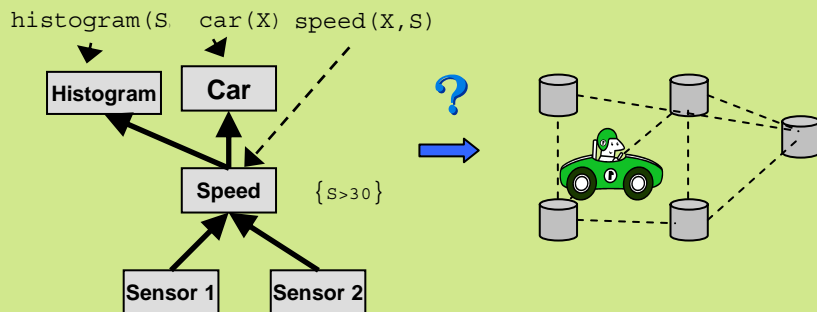 histogram(S, car(X) speed(X,S)
Histogram Car
?
Speed {S>30}
Sensor 1 Sensor 2